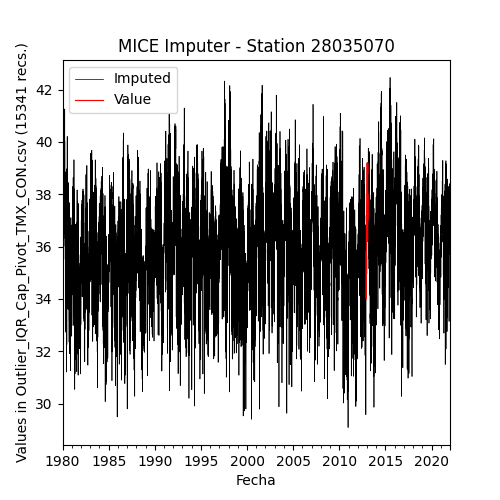 MICE Imputer - Station 28035070
Imputed
Value
Values in Outlier_IQR_Cap_Pivot_TMX_CON.csv (15341 recs.)
42
40
38
36
34
32
30
1980 1985 1990 1995 2000 2005 2010 2015 2020
Fecha